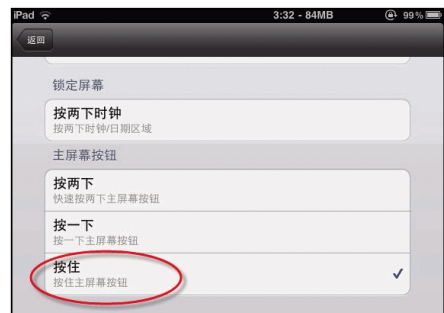 iPad 3:32 - 84MB 99%
返回
锁定屏幕
按两下时钟
按两下时钟/日期区域
主屏幕按钮
按两下
快速按两下主屏幕按钮
按一下
按一下主屏幕按钮
按住
按住主屏幕按钮